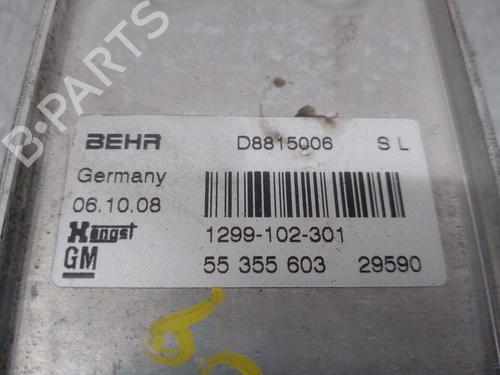 BEHR D8815006 S L
Germany
06.10.08
Hengst 1299-102-301
GM 55 355 603 29590
B-PARTS